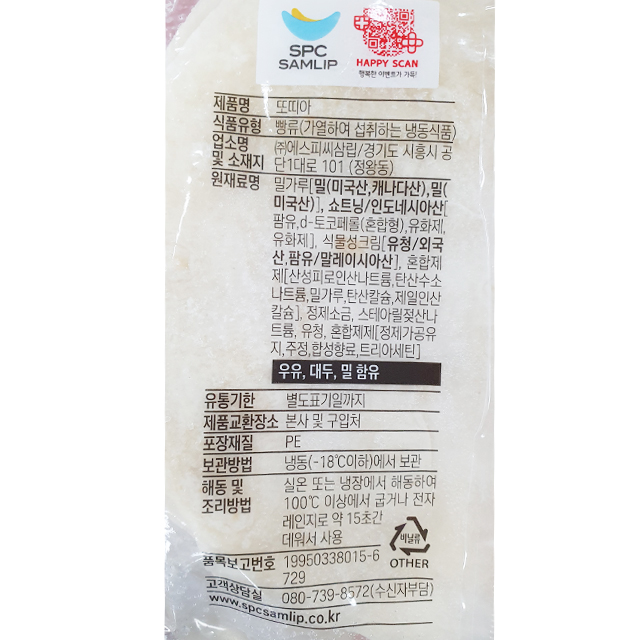 SPC
SAMLIP
HAPPY SCAN
행복한 이벤트가 가득!
제품명 또띠아
식품유형 빵류(가열하여 섭취하는 냉동식품)
업소명 ㈜에스피씨삼립/경기도 시흥시 공
및 소재지 단1대로 101 (정왕동)
원재료명 밀가루[밀(미국산,캐나다산),밀(
미국산)], 쇼트닝/인도네시아산[
팜유,d-토코페롤(혼합형),유화제,
유화제], 식물성크림[유청/외국
산,팜유/말레이시아산], 혼합제
제[산성피로인산나트륨,탄산수소
나트륨,밀가루,탄산칼슘,제일인산
칼슘], 정제소금, 스테아릴젖산나
트륨, 유청, 혼합제제[정제가공유
지,주정,합성향료,트리아세틴]
우유, 대두, 밀 함유
유통기한 별도표기일까지
제품교환장소 본사 및 구입처
포장재질 PE
보관방법 냉동(-18℃이하)에서 보관
해동 및 실온 또는 냉장에서 해동하여
조리방법 100℃ 이상에서 굽거나 전자
레인지로 약 15초간
데워서 사용
비닐류
OTHER
품목보고번호 19950338015-6
729
고객상담실 080-739-8572(수신자부담)
www.spcsamlip.co.kr